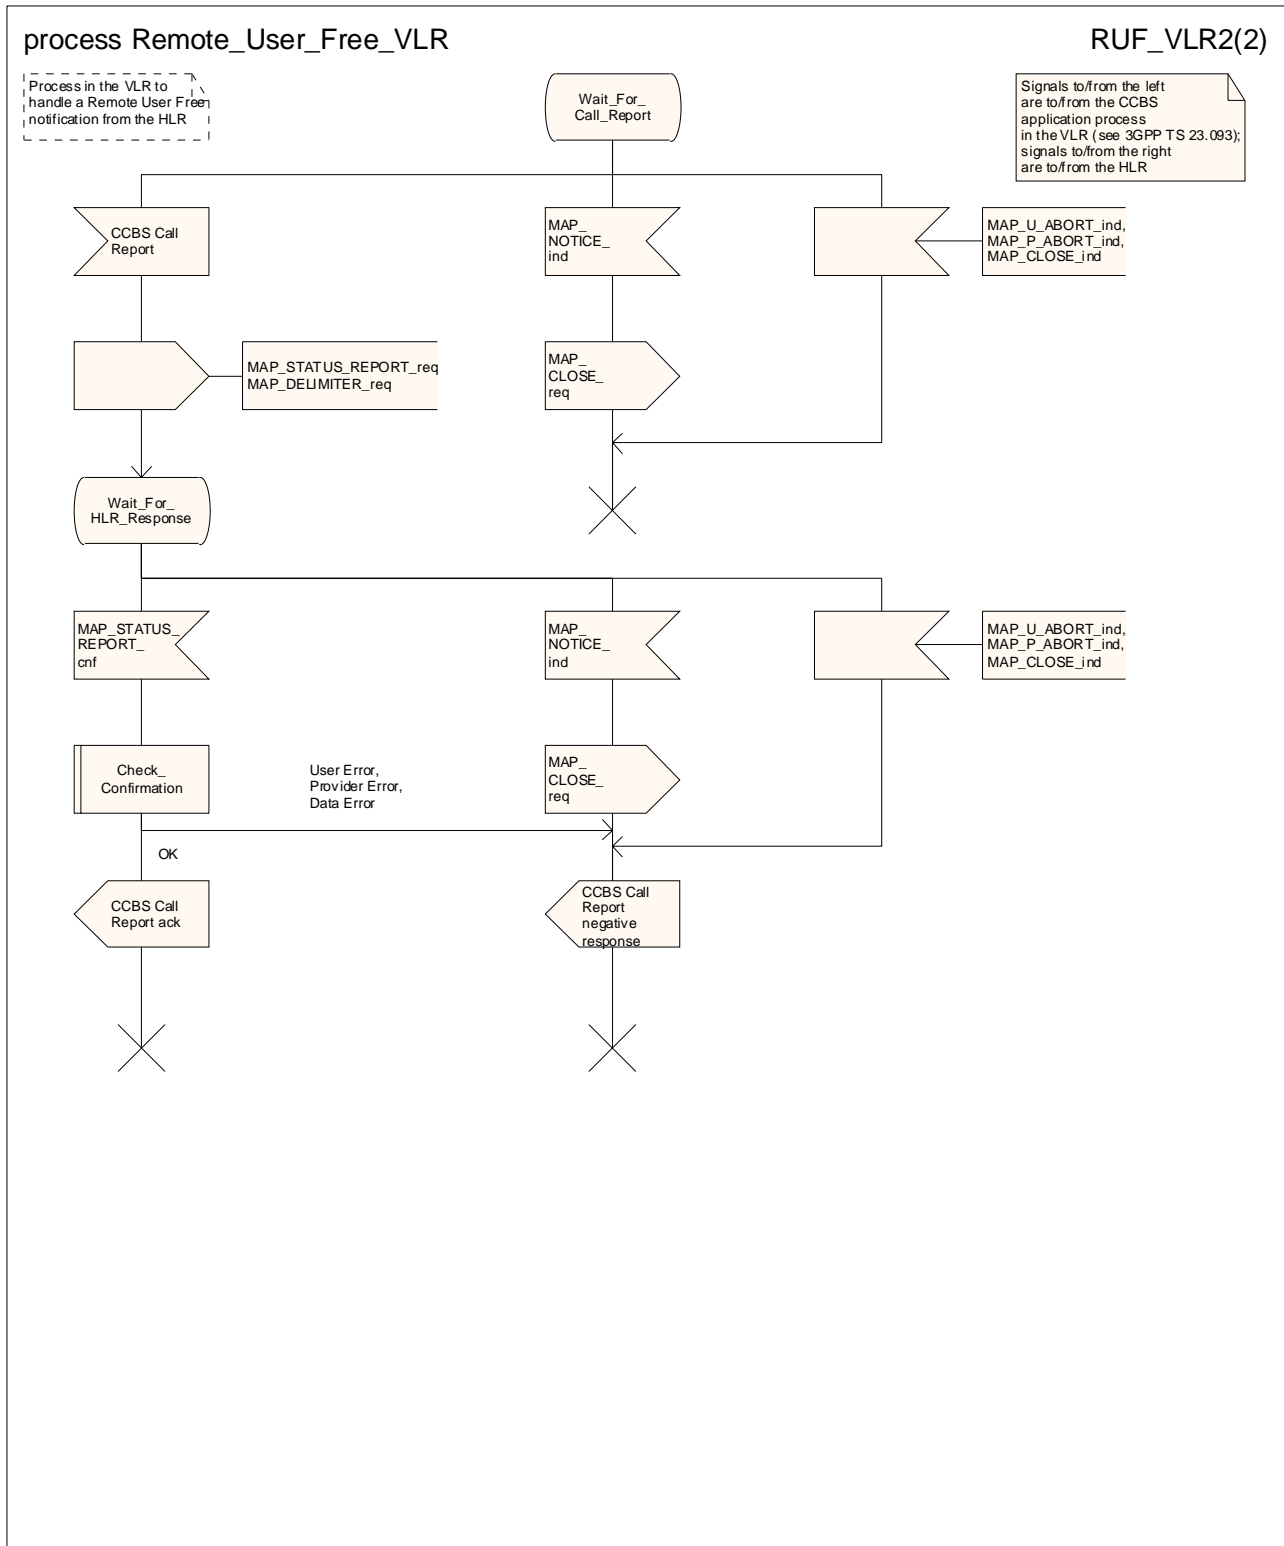 process Remote_User_Free_VLR
RUF_VLR2(2)
Process in the VLR to
handle a Remote User Free
notification from the HLR
Wait_For_
Call_Report
Signals to/from the left
are to/from the CCBS
application process
in the VLR (see 3GPP TS 23.093);
signals to/from the right
are to/from the HLR
CCBS Call
Report
MAP_
NOTICE_
ind
MAP_U_ABORT_ind,
MAP_P_ABORT_ind,
MAP_CLOSE_ind
MAP_STATUS_REPORT_req
MAP_DELIMITER_req
MAP_
CLOSE_
req
Wait_For_
HLR_Response
MAP_STATUS_
REPORT_
cnf
MAP_
NOTICE_
ind
MAP_U_ABORT_ind,
MAP_P_ABORT_ind,
MAP_CLOSE_ind
Check_
Confirmation
User Error,
Provider Error,
Data Error
MAP_
CLOSE_
req
OK
CCBS Call
Report ack
CCBS Call
Report
negative
response